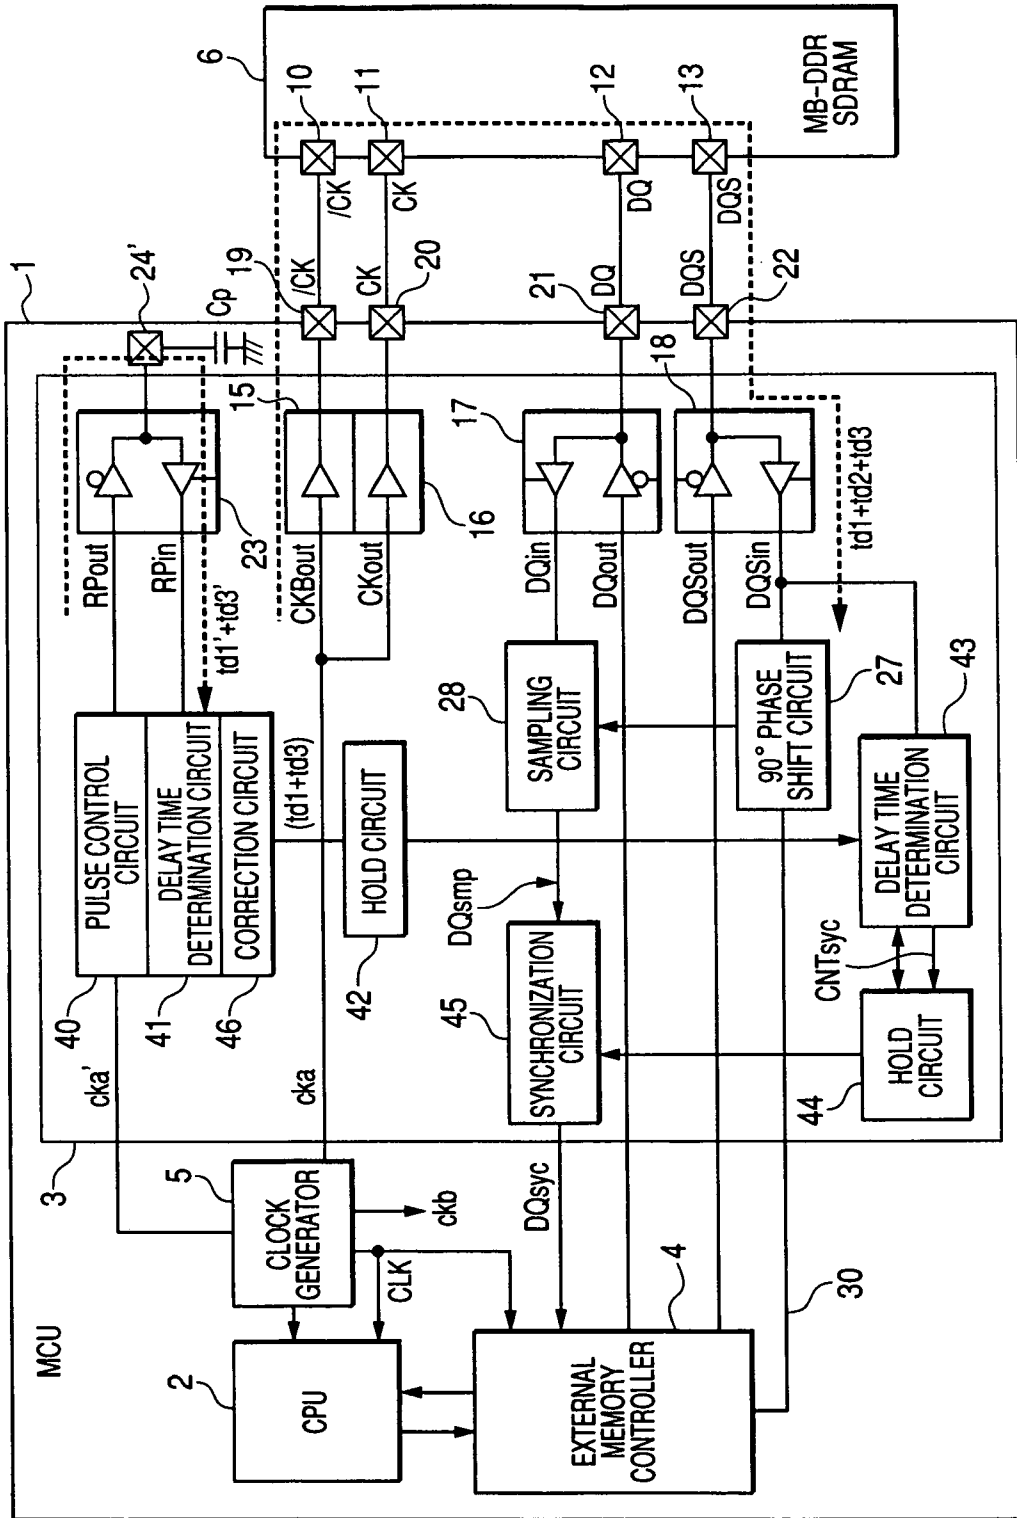 MCU
1
3
CPU
2
CLOCK
GENERATOR
5
CLK
ckb
cka'
cka
EXTERNAL
MEMORY
CONTROLLER
4
30
PULSE CONTROL
CIRCUIT
DELAY TIME
DETERMINATION CIRCUIT
CORRECTION CIRCUIT
40
41
46
(td1+td3)
td1'+td3'
HOLD CIRCUIT
42
RPout
RPin
23
24'
Cp
CKBout
CKout
15
16
19
20
/CK
CK
/CK
CK
10
11
SAMPLING
CIRCUIT
28
DQsmp
SYNCHRONIZATION
CIRCUIT
45
DQsyc
DQin
DQout
17
21
DQ
DQ
12
DQSout
DQSin
18
22
DQS
DQS
13
90° PHASE
SHIFT CIRCUIT
27
td1+td2+td3
DELAY TIME
DETERMINATION
CIRCUIT
43
CNTsyc
HOLD
CIRCUIT
44
6
MB-DDR
SDRAM